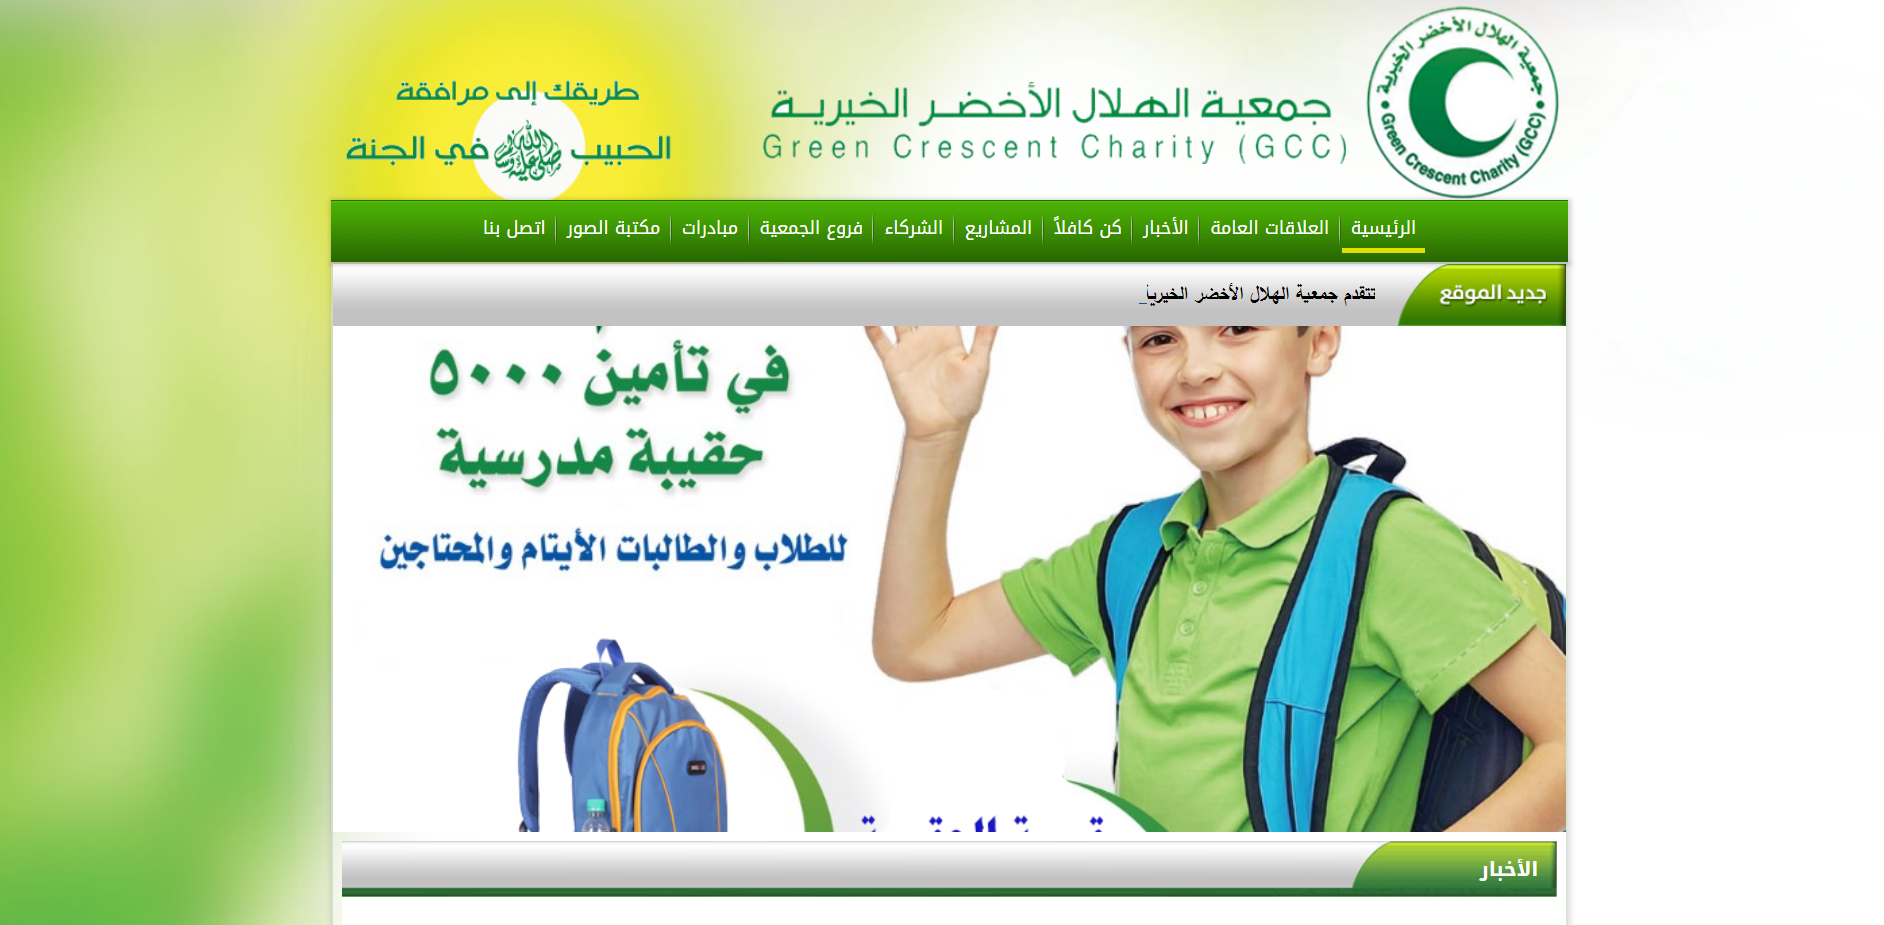 جمعية الهلال الأخضر الخيرية
Green Crescent Charity (GCC)
جمعية الهلال الأخضر الخيرية
Green Crescent Charity (GCC)
طريقك إلى مرافقة
الحبيب صلى الله عليه وسلم في الجنة
الرئيسية
العلاقات العامة
الأخبار
كن كافلاً
المشاريع
الشركاء
فروع الجمعية
مبادرات
مكتبة الصور
اتصل بنا
جديد الموقع
تتقدم جمعية الهلال الأخضر الخيريا_
في تأمين ٥٠٠٠
حقيبة مدرسية
للطلاب والطالبات الأيتام والمحتاجين
الأخبار